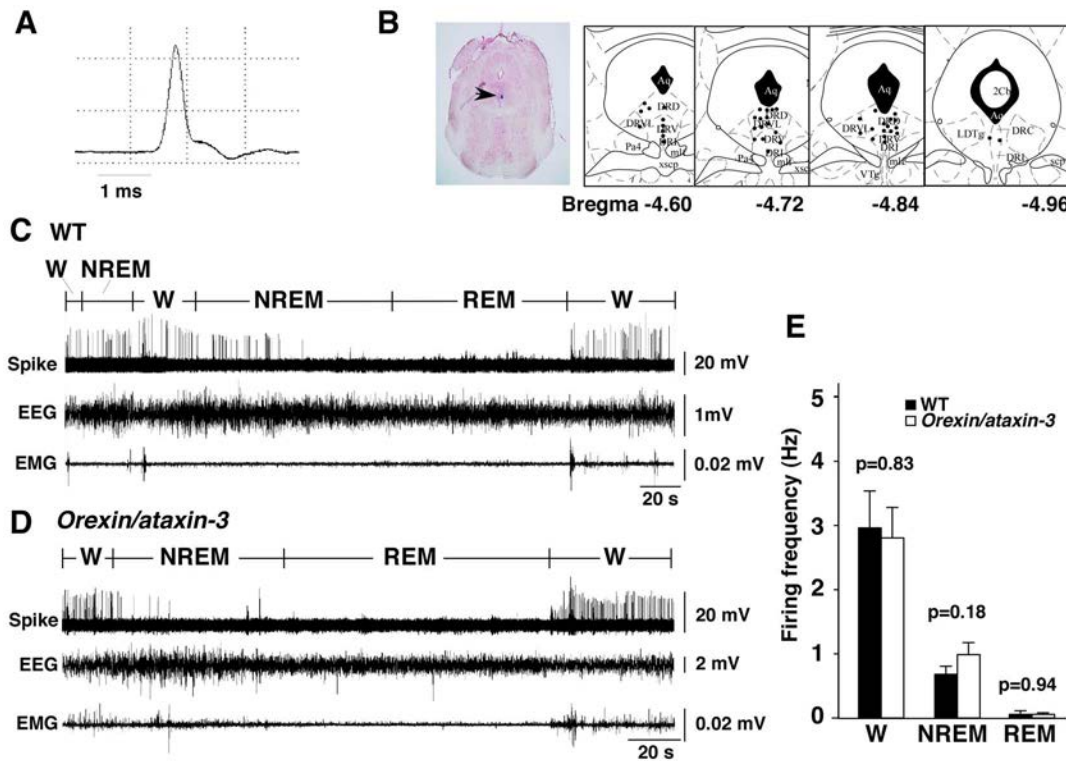 A
1 ms
B
Aq
DRD
DRVL
DRV
DRI
Pa4
mlf
xscp
Aq
DRD
DRVL
DRV
DRI
Pa4
mlf
xscp
Aq
DRD
DRVL
DRV
DRI
mlf
VTg
2Cb
Aq
LDTg
DRC
DRI
scp
Bregma -4.60 -4.72 -4.84 -4.96
C WT
W NREM
W NREM REM W
Spike 20 mV
EEG 1mV
EMG 0.02 mV
20 s
D Orexin/ataxin-3
W NREM REM W
Spike 20 mV
EEG 2 mV
EMG 0.02 mV
20 s
E
Firing frequency (Hz)
5
4
3
2
1
0
WT
Orexin/ataxin-3
p=0.83
p=0.18
p=0.94
W NREM REM